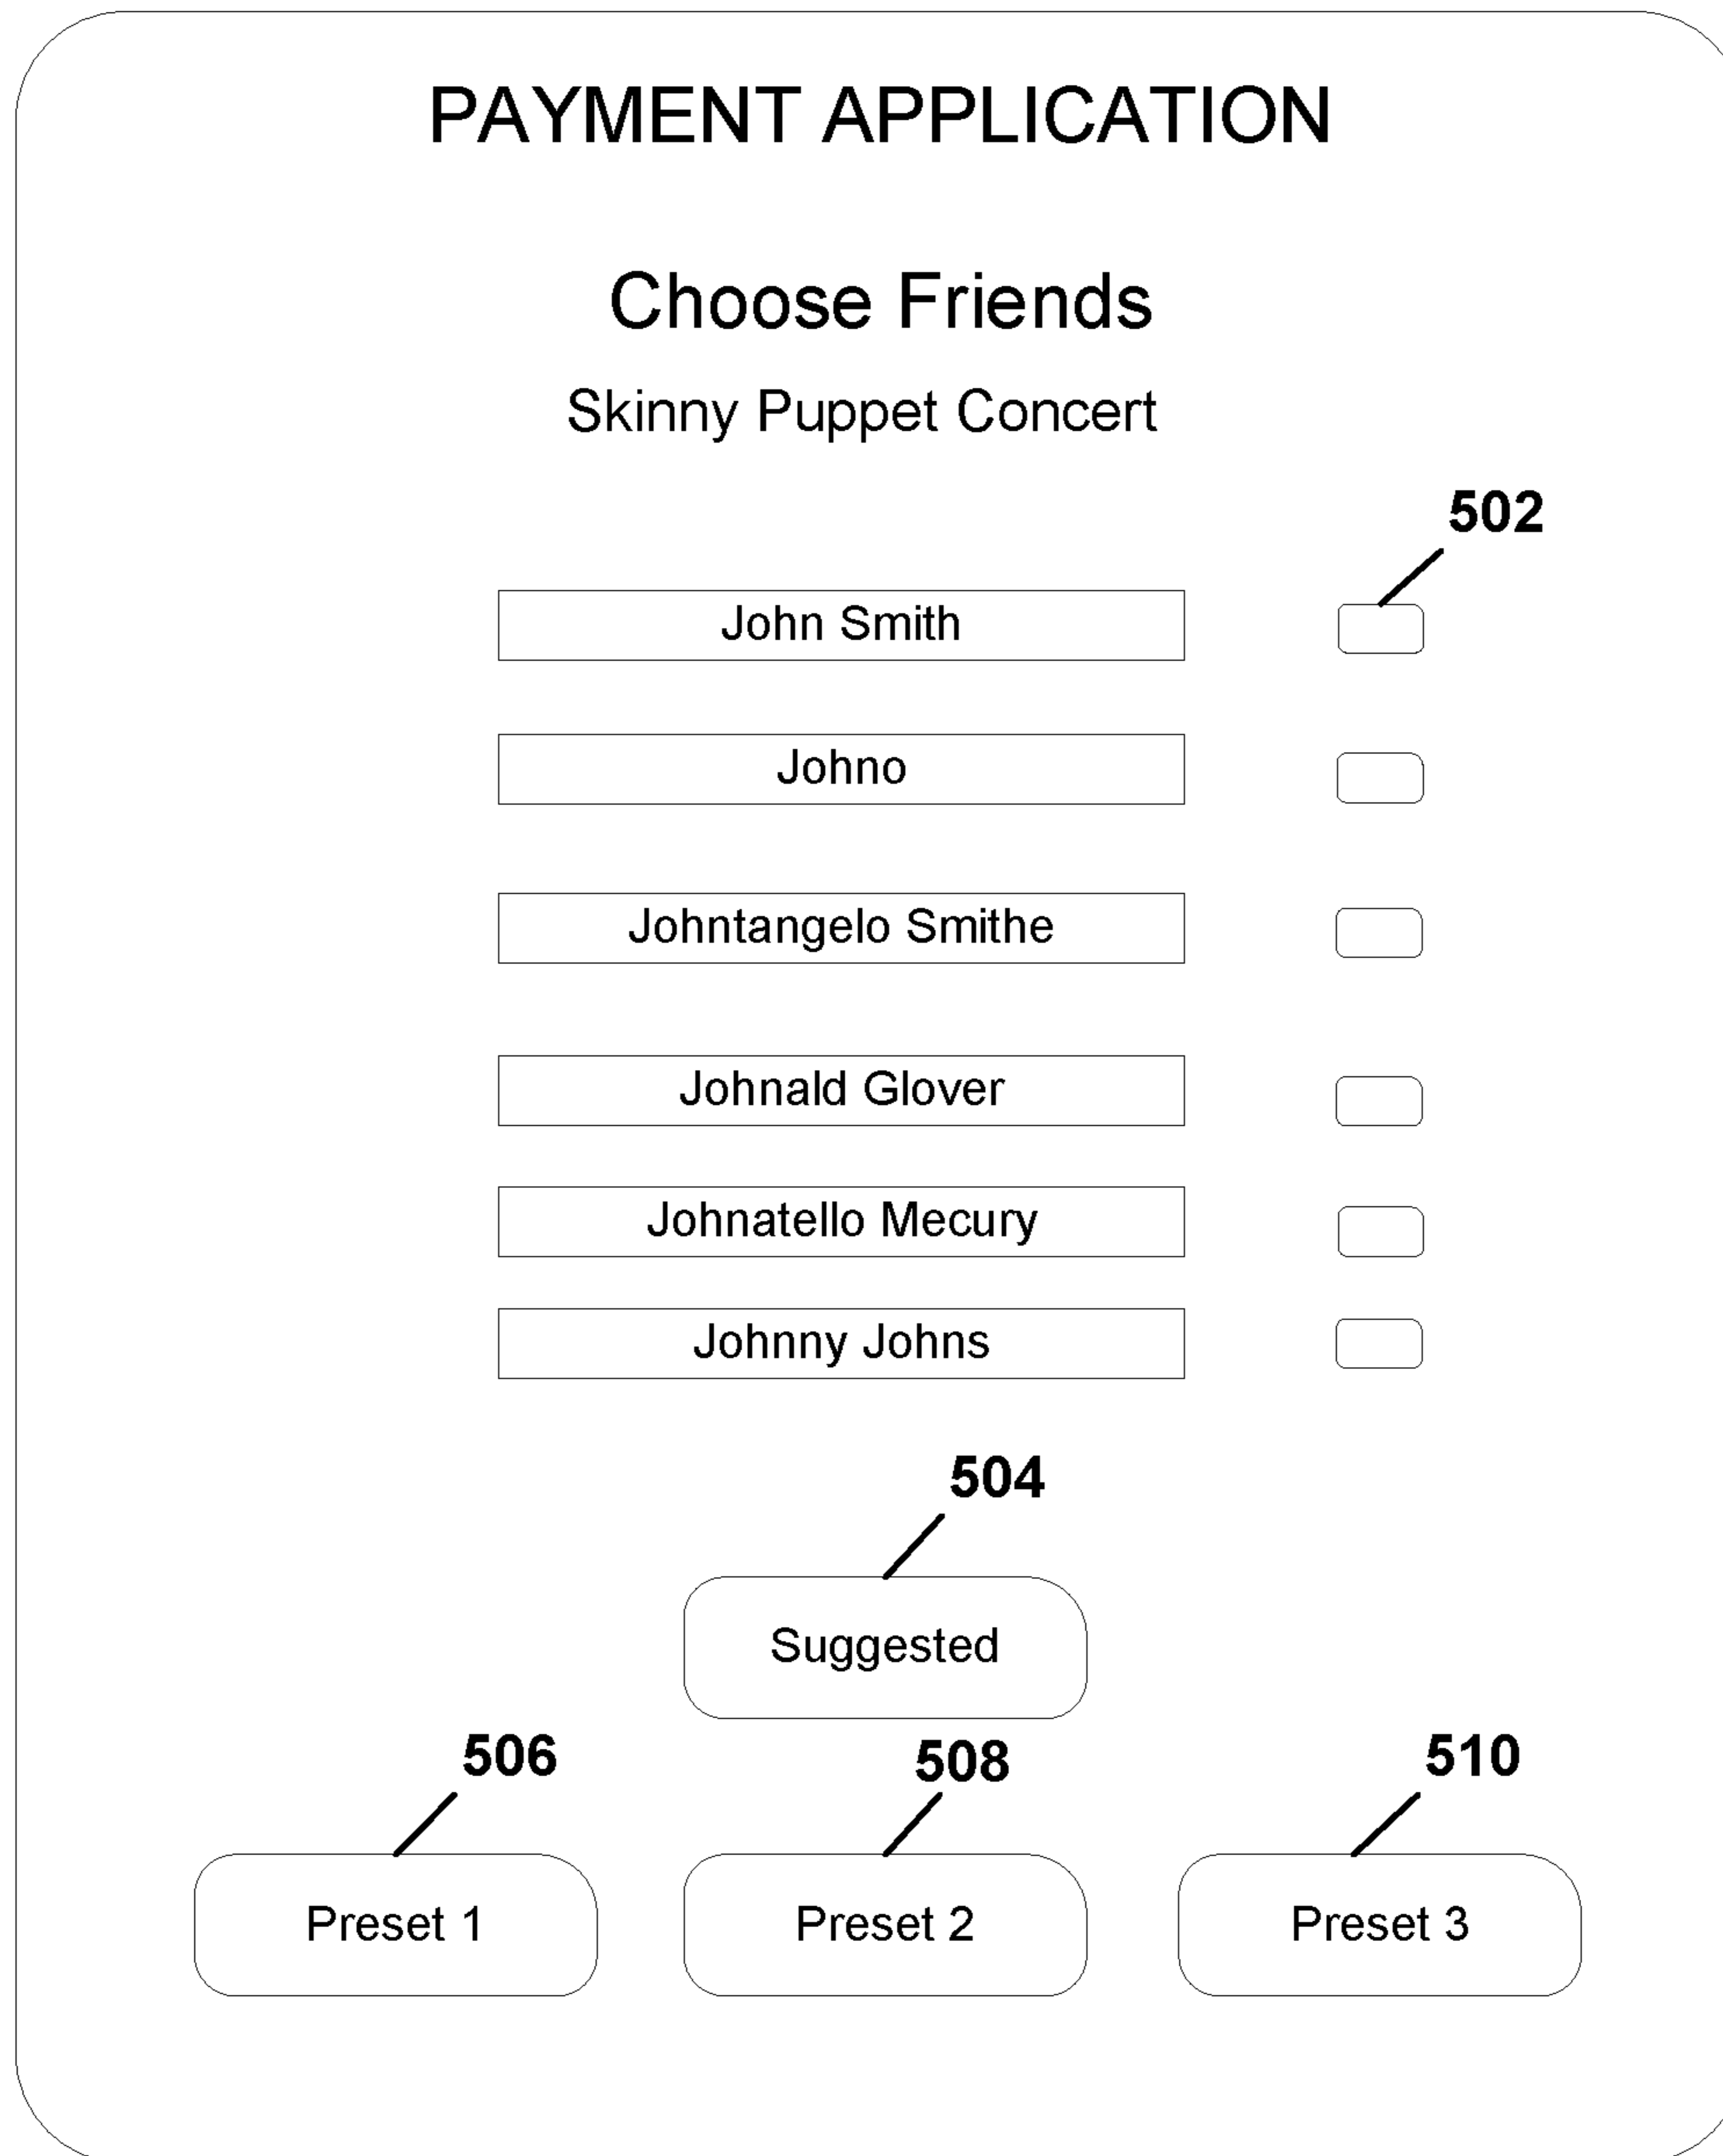 PAYMENT APPLICATION
Choose Friends
Skinny Puppet Concert
502
John Smith
Johno
Johntangelo Smithe
Johnald Glover
Johnatello Mecury
Johnny Johns
504
Suggested
506 508 510
Preset 1 Preset 2 Preset 3